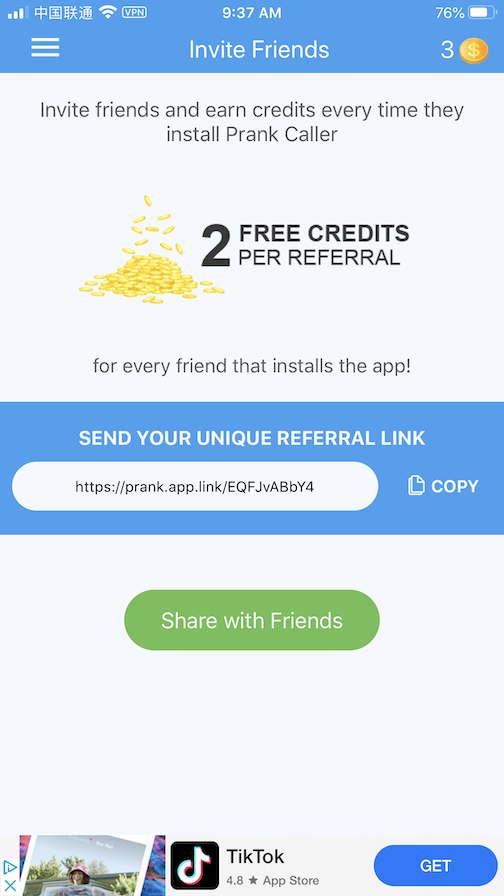 中国联通 VPN 9:37 AM 76%
Invite Friends 3
Invite friends and earn credits every time they
install Prank Caller
2 FREE CREDITS
PER REFERRAL
for every friend that installs the app!
SEND YOUR UNIQUE REFERRAL LINK
https://prank.app.link/EQFJvABbY4 COPY
Share with Friends
TikTok
4.8 ★ App Store
GET